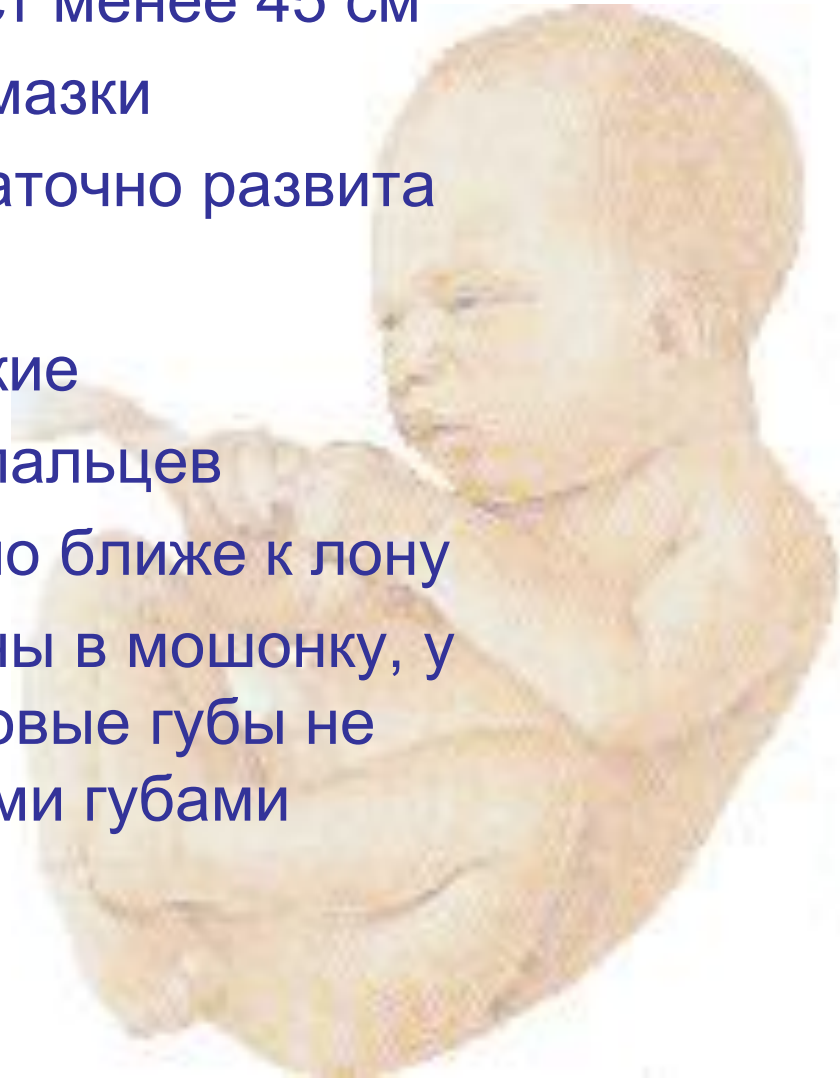 ст менее 45 см
мазки
аточно развита
кие
пальцев
но ближе к лону
ны в мошонку, у
овые губы не
ми губами